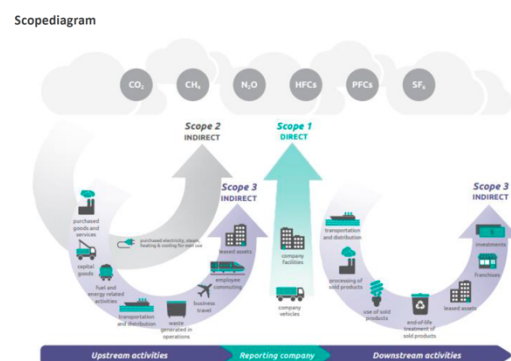 Scopediagram
CO₂
CH₄
N₂O
HFCs
PFCs
SF₆
Scope 2
INDIRECT
Scope 1
DIRECT
Scope 3
INDIRECT
Scope 3
INDIRECT
purchased
goods and
services
capital
goods
fuel and
energy related
activities
transportation
and distribution
waste
generated in
operations
business
travel
employee
commuting
leased assets
purchased electricity, steam,
heating & cooling for own use
company
facilities
company
vehicles
transportation
and distribution
processing of
sold products
use of sold
products
end-of-life
treatment of
sold products
leased assets
franchises
investments
Upstream activities
Reporting company
Downstream activities